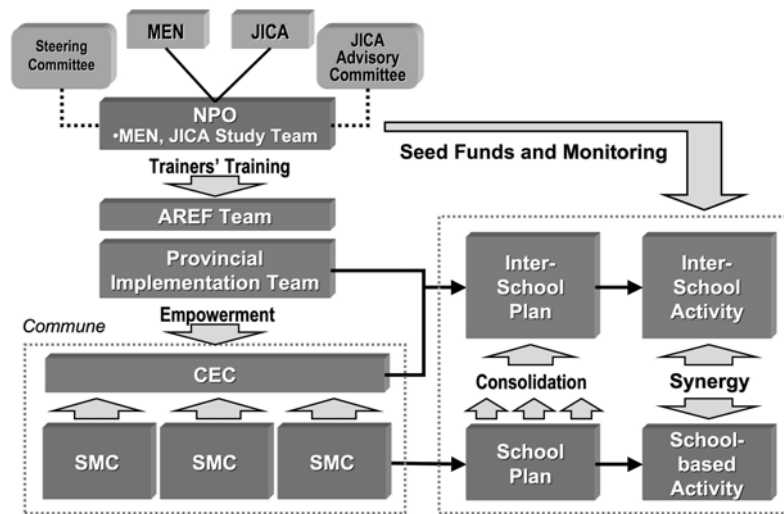 MEN
JICA
Steering
Committee
JICA
Advisory
Committee
NPO
•MEN, JICA Study Team
Seed Funds and Monitoring
Trainers' Training
AREF Team
Provincial
Implementation Team
Inter-
School
Plan
Inter-
School
Activity
Empowerment
Commune
CEC
Consolidation
Synergy
SMC
SMC
SMC
School
Plan
School-
based
Activity